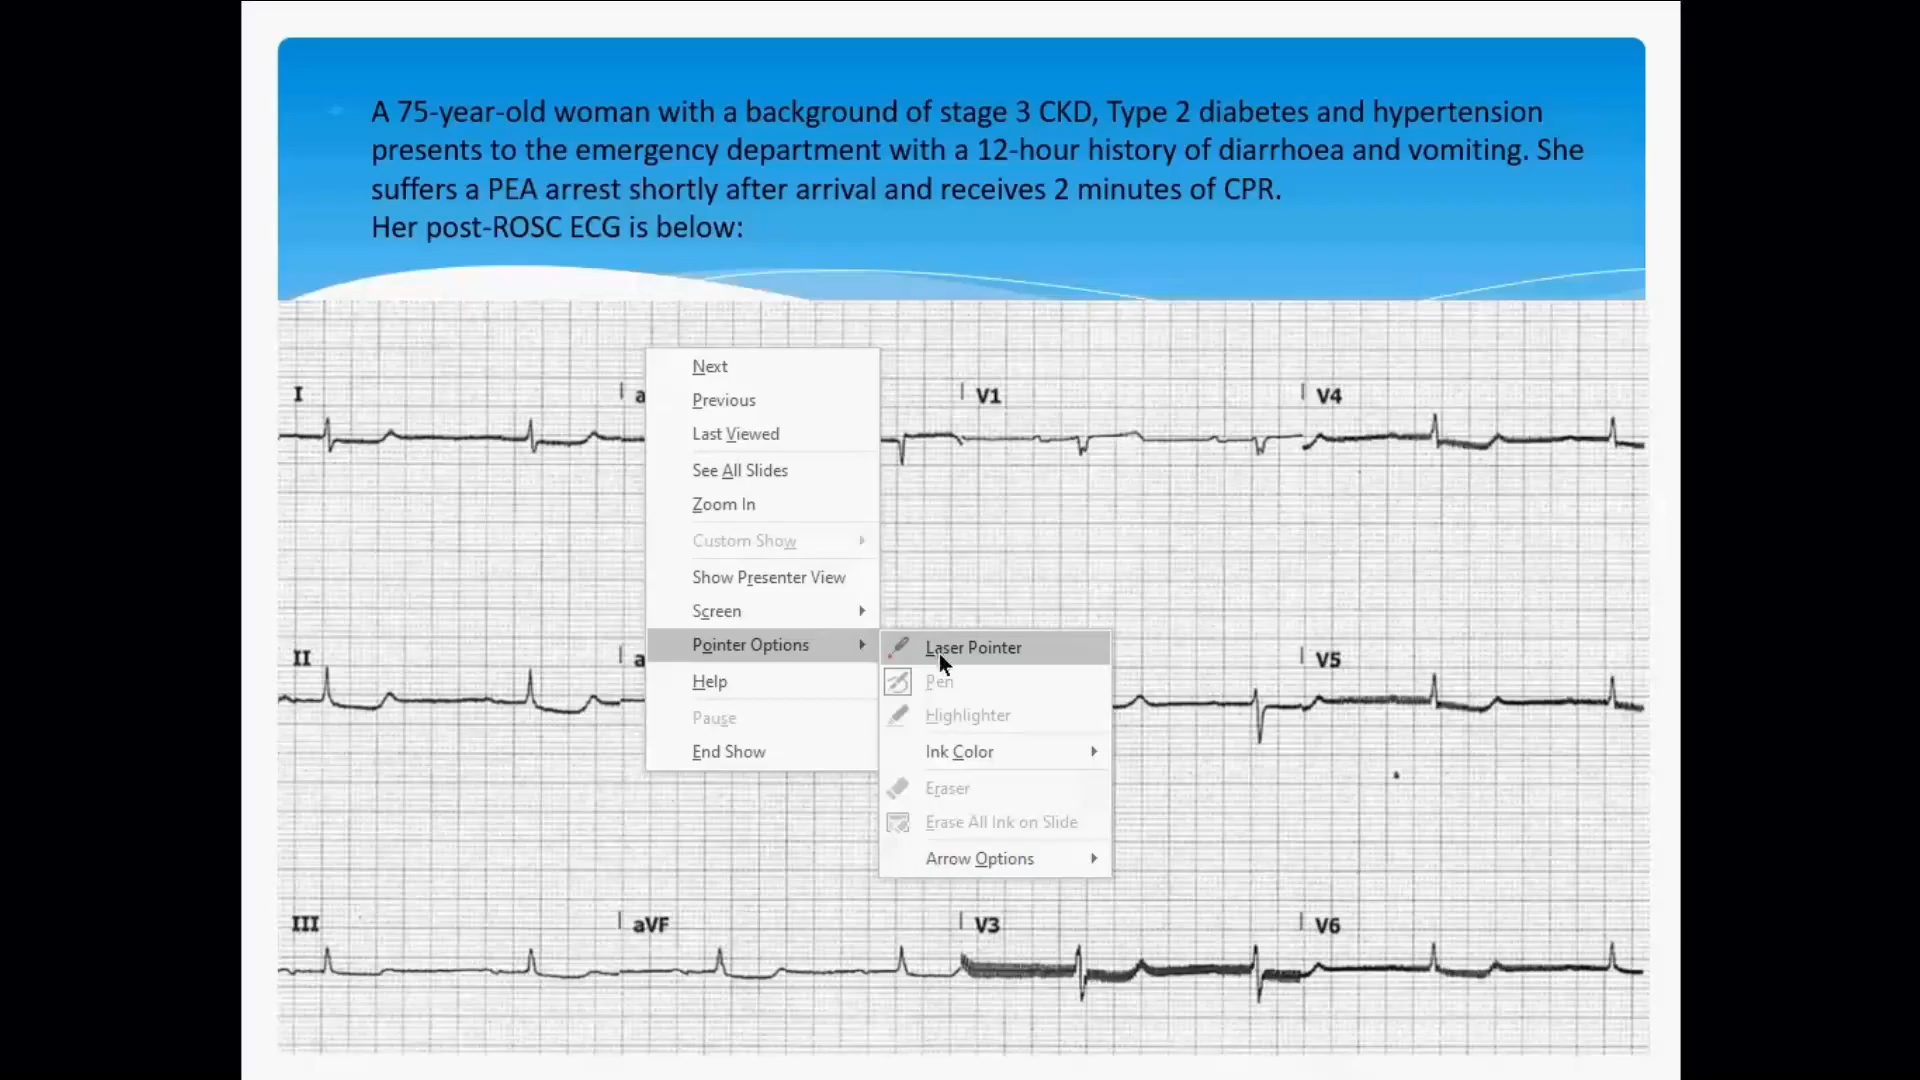 A 75-year-old woman with a background of stage 3 CKD, Type 2 diabetes and hypertension
presents to the emergency department with a 12-hour history of diarrhoea and vomiting. She
suffers a PEA arrest shortly after arrival and receives 2 minutes of CPR.
Her post-ROSC ECG is below:
I
a
V1
V4
Next
Previous
Last Viewed
See All Slides
Zoom In
Custom Show
Show Presenter View
Screen
Pointer Options
Help
Pause
End Show
Laser Pointer
Pen
Highlighter
Ink Color
Eraser
Erase All Ink on Slide
Arrow Options
II
a
V5
III
aVF
V3
V6